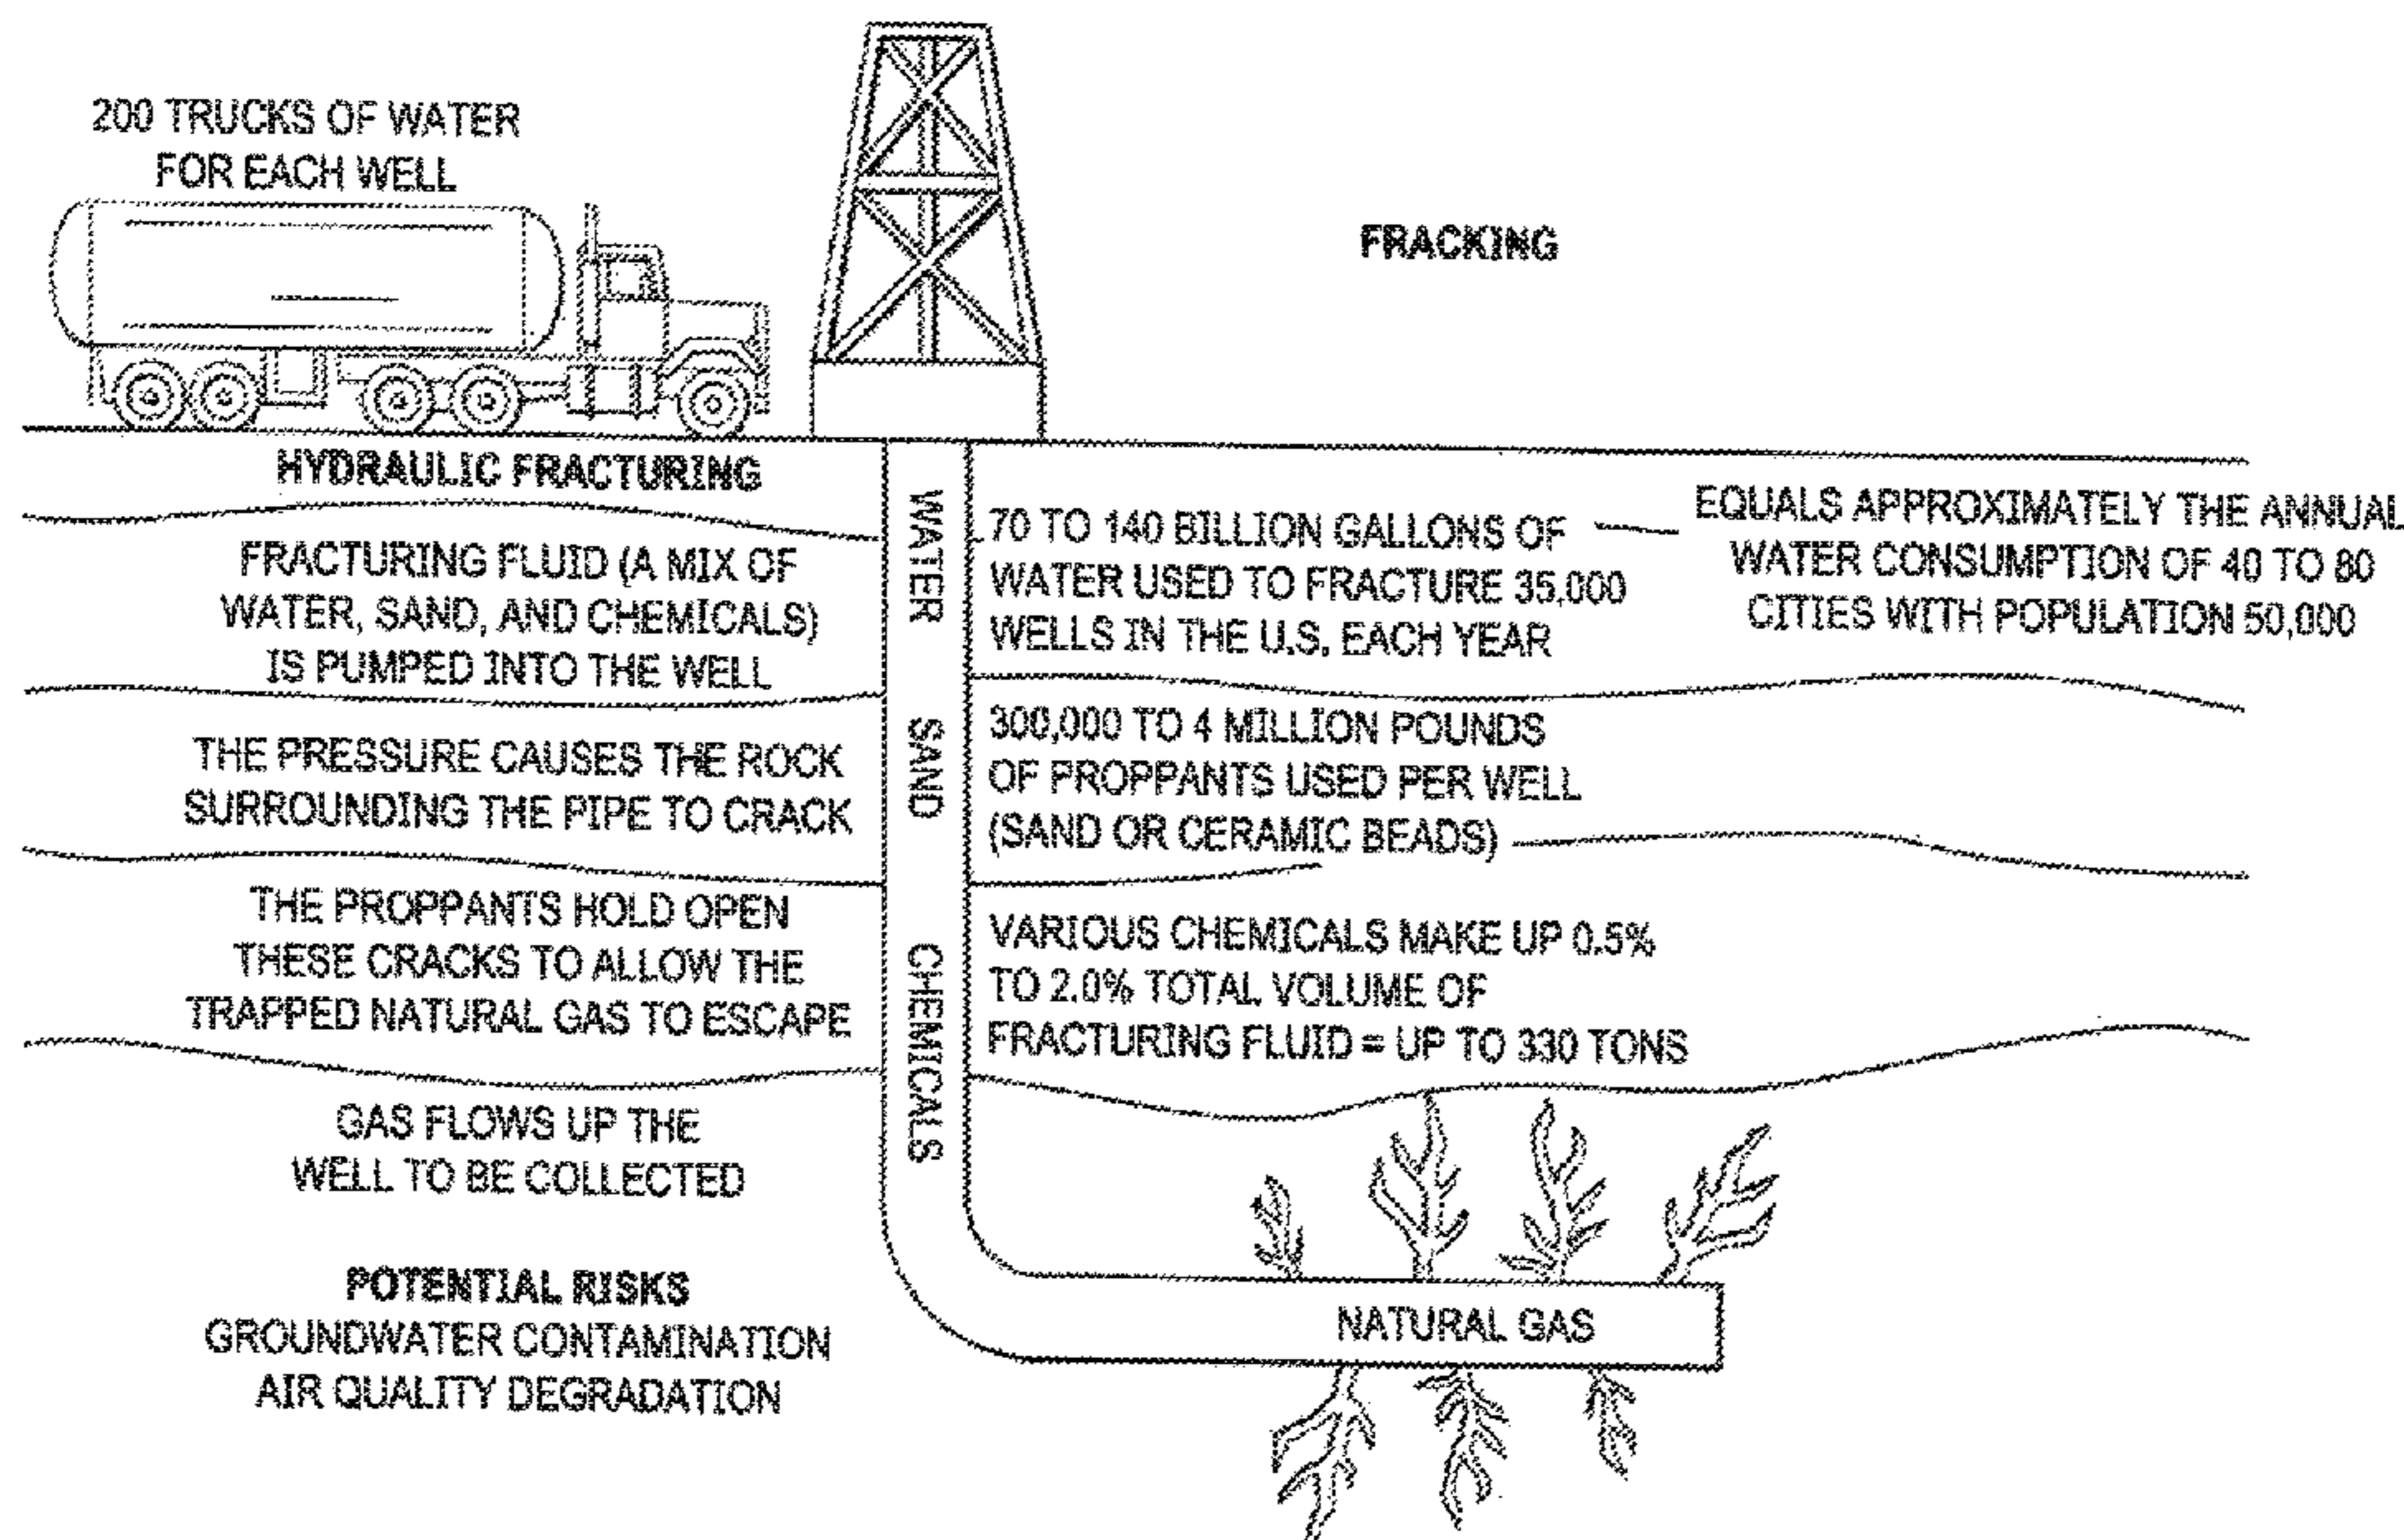 200 TRUCKS OF WATER
FOR EACH WELL
FRACKING
HYDRAULIC FRACTURING
FRACTURING FLUID (A MIX OF
WATER, SAND, AND CHEMICALS)
IS PUMPED INTO THE WELL
THE PRESSURE CAUSES THE ROCK
SURROUNDING THE PIPE TO CRACK
THE PROPPANTS HOLD OPEN
THESE CRACKS TO ALLOW THE
TRAPPED NATURAL GAS TO ESCAPE
GAS FLOWS UP THE
WELL TO BE COLLECTED
POTENTIAL RISKS
GROUNDWATER CONTAMINATION
AIR QUALITY DEGRADATION
WATER
SAND
CHEMICALS
70 TO 140 BILLION GALLONS OF
WATER USED TO FRACTURE 35,000
WELLS IN THE U.S. EACH YEAR
EQUALS APPROXIMATELY THE ANNUAL
WATER CONSUMPTION OF 40 TO 80
CITIES WITH POPULATION 50,000
300,000 TO 4 MILLION POUNDS
OF PROPPANTS USED PER WELL
(SAND OR CERAMIC BEADS)
VARIOUS CHEMICALS MAKE UP 0.5%
TO 2.0% TOTAL VOLUME OF
FRACTURING FLUID = UP TO 330 TONS
NATURAL GAS